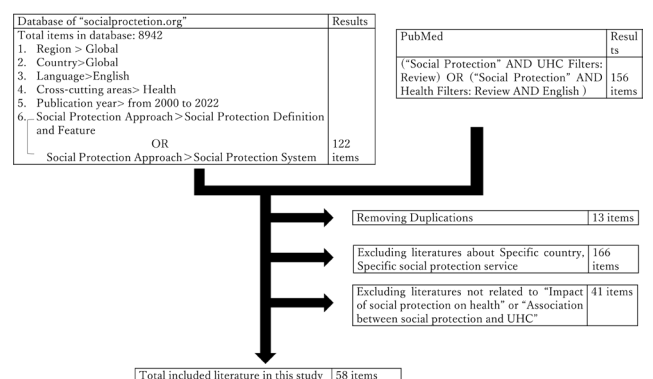 Database of "socialproctetion.org" Results
Total items in database: 8942
1. Region > Global
2. Country>Global
3. Language>English
4. Cross-cutting areas> Health
5. Publication year> from 2000 to 2022
6. Social Protection Approach＞Social Protection Definition
and Feature
OR 122
Social Protection Approach＞Social Protection System items
PubMed Resul
ts
("Social Protection" AND UHC Filters:
Review) OR ("Social Protection" AND 156
Health Filters: Review AND English ) items
Removing Duplications 13 items
Excluding literatures about Specific country, 166
Specific social protection service items
Excluding literatures not related to "Impact 41 items
of social protection on health" or "Association
between social protection and UHC"
Total included literature in this study 58 items